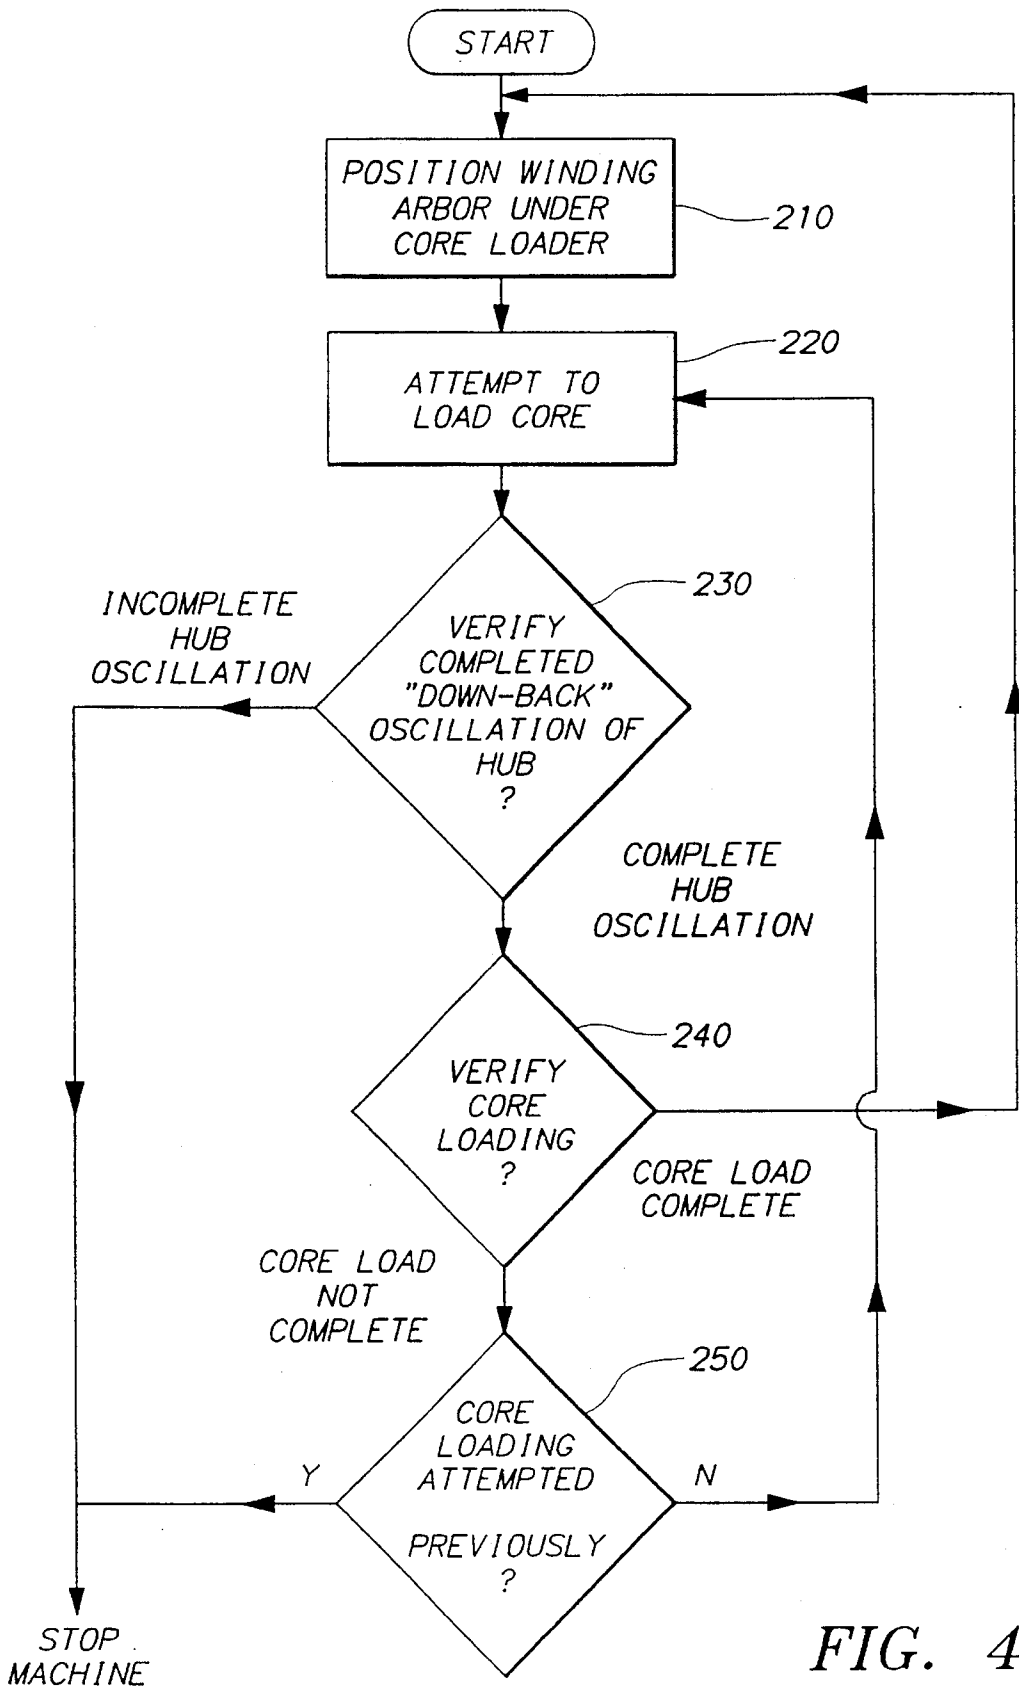 START
POSITION WINDING
ARBOR UNDER
CORE LOADER
210
220
ATTEMPT TO
LOAD CORE
230
INCOMPLETE
HUB
OSCILLATION
VERIFY
COMPLETED
"DOWN-BACK"
OSCILLATION OF
HUB
?
COMPLETE
HUB
OSCILLATION
240
VERIFY
CORE
LOADING
?
CORE LOAD
COMPLETE
CORE LOAD
NOT
COMPLETE
250
CORE
LOADING
ATTEMPTED
PREVIOUSLY
?
Y
N
STOP
MACHINE
FIG. 4